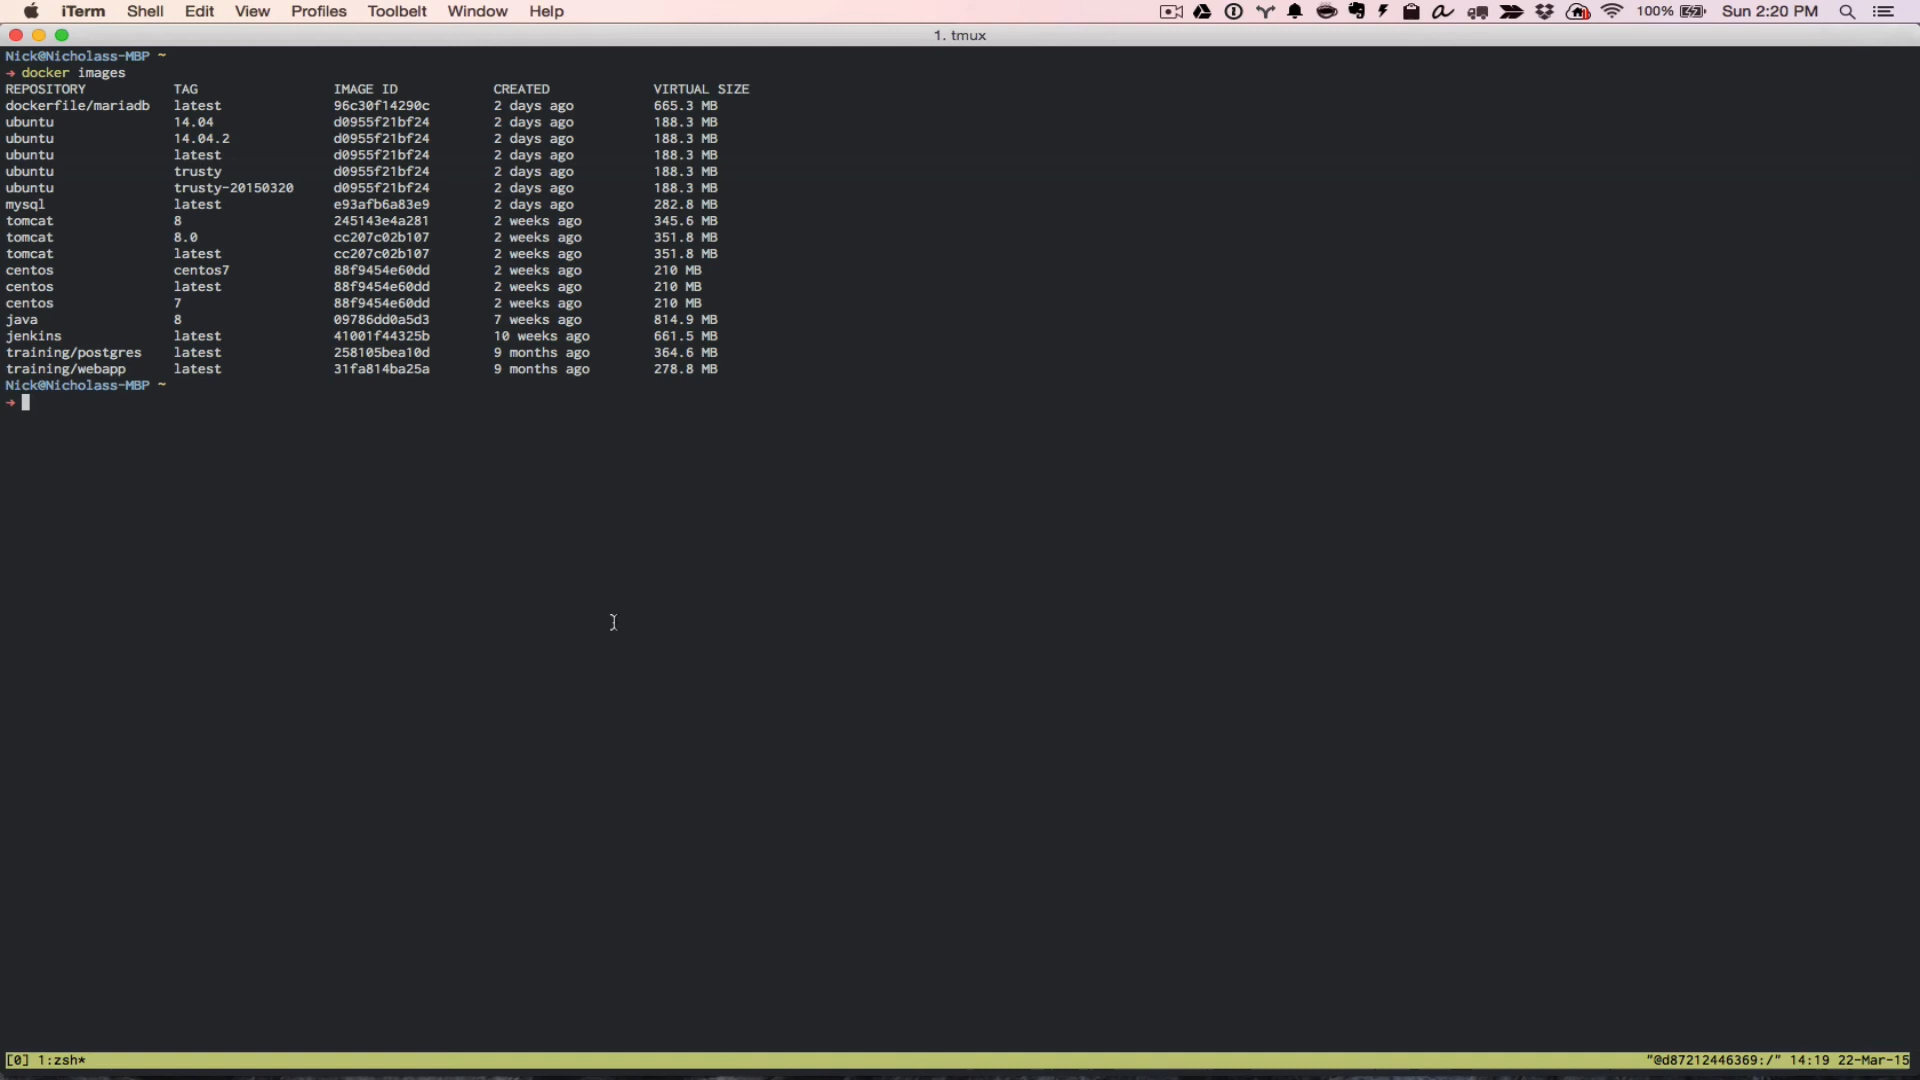 iTerm Shell Edit View Profiles Toolbelt Window Help 100% Sun 2:20 PM
1. tmux
Nick@Nicholass-MBP ~
→ docker images
REPOSITORY TAG IMAGE ID CREATED VIRTUAL SIZE
dockerfile/mariadb latest 96c30f14290c 2 days ago 665.3 MB
ubuntu 14.04 d0955f21bf24 2 days ago 188.3 MB
ubuntu 14.04.2 d0955f21bf24 2 days ago 188.3 MB
ubuntu latest d0955f21bf24 2 days ago 188.3 MB
ubuntu trusty d0955f21bf24 2 days ago 188.3 MB
ubuntu trusty-20150320 d0955f21bf24 2 days ago 188.3 MB
mysql latest e93afb6a83e9 2 days ago 282.8 MB
tomcat 8 245143e4a281 2 weeks ago 345.6 MB
tomcat 8.0 cc207c02b107 2 weeks ago 351.8 MB
tomcat latest cc207c02b107 2 weeks ago 351.8 MB
centos centos7 88f9454e60dd 2 weeks ago 210 MB
centos latest 88f9454e60dd 2 weeks ago 210 MB
centos 7 88f9454e60dd 2 weeks ago 210 MB
java 8 09786dd0a5d3 7 weeks ago 814.9 MB
jenkins latest 41001f44325b 10 weeks ago 661.5 MB
training/postgres latest 258105bea10d 9 months ago 364.6 MB
training/webapp latest 31fa814ba25a 9 months ago 278.8 MB
Nick@Nicholass-MBP ~
→
[0] 1:zsh* "@d87212446369:/" 14:19 22-Mar-15